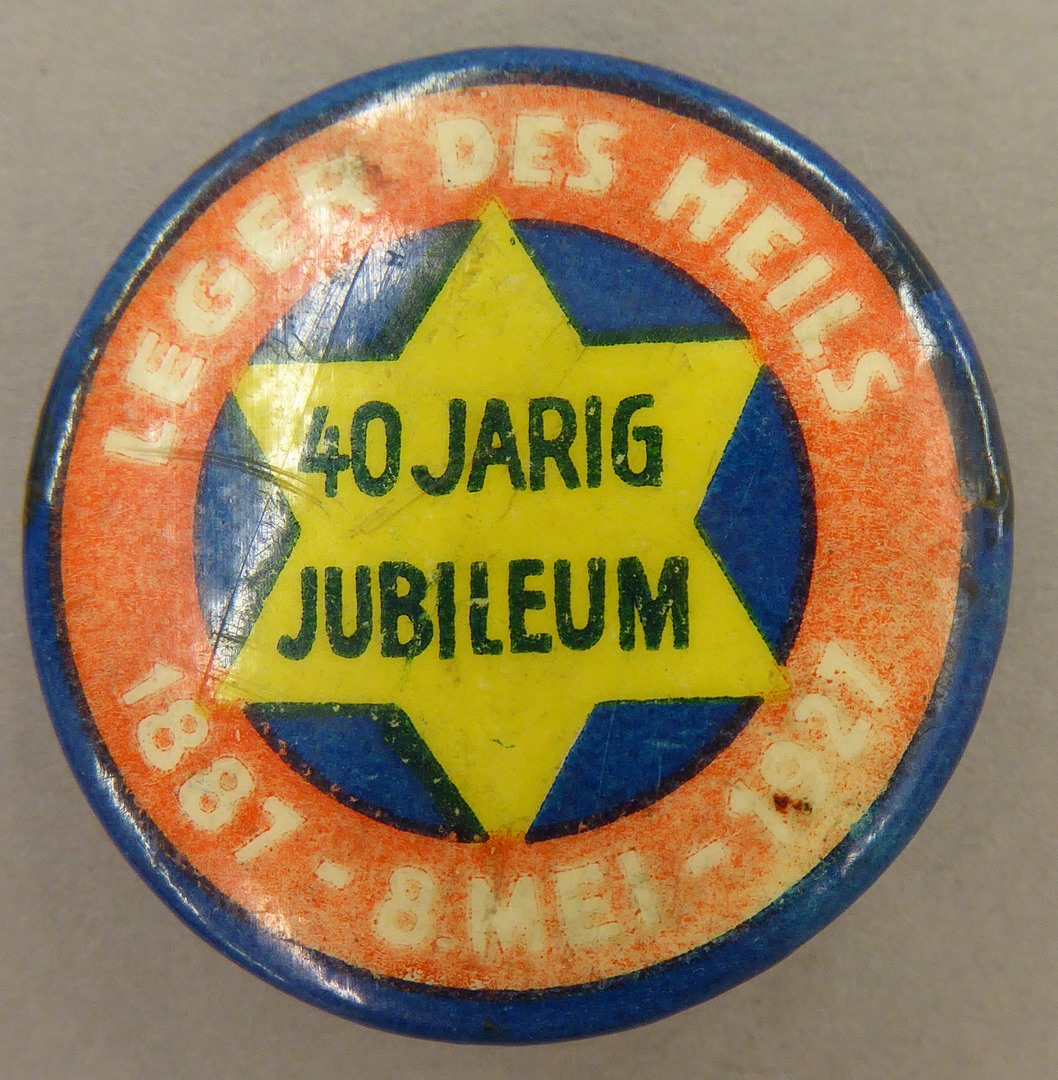 LEGER DES HEILS
40 JARIG
JUBILEUM
1887 - 8 MEI - 1927